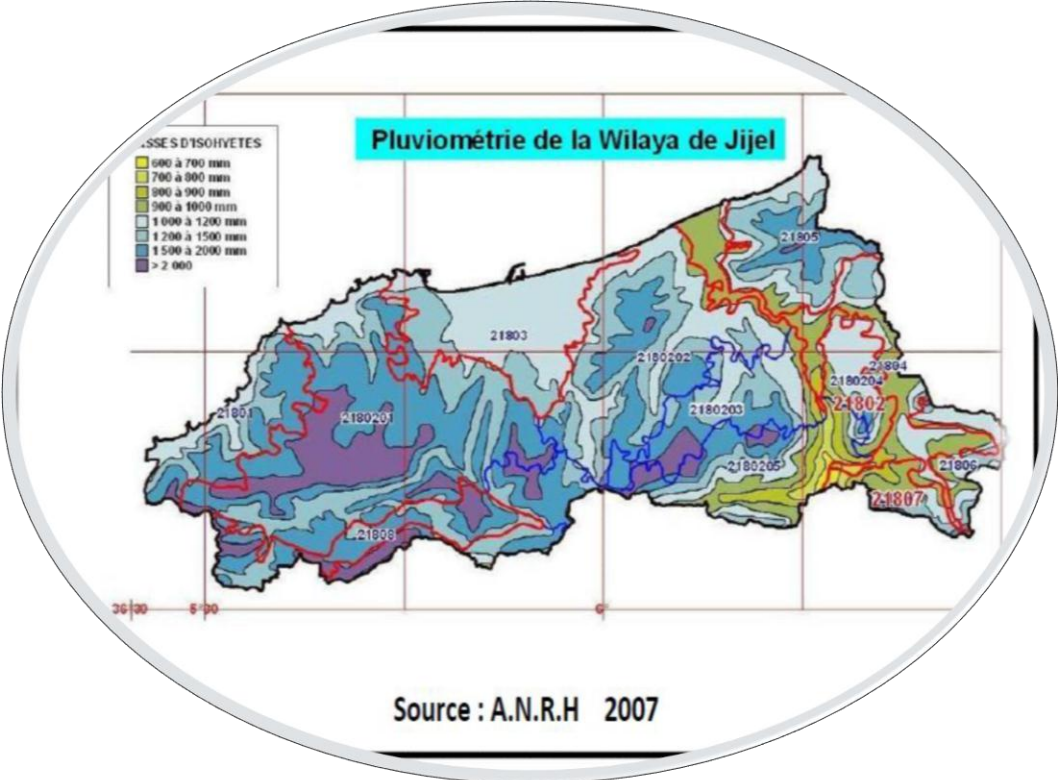 Pluviométrie de la Wilaya de Jijel
SSES D'ISOHYETES
600 à 700 mm
700 à 800 mm
800 à 900 mm
900 à 1000 mm
1 000 à 1200 mm
1 200 à 1500 mm
1 500 à 2000 mm
> 2 000
21805
21803
2180202
21804
2180204
21802
21801
2180201
2180203
2180205
21806
21807
21808
5°30
6°
Source : A.N.R.H 2007